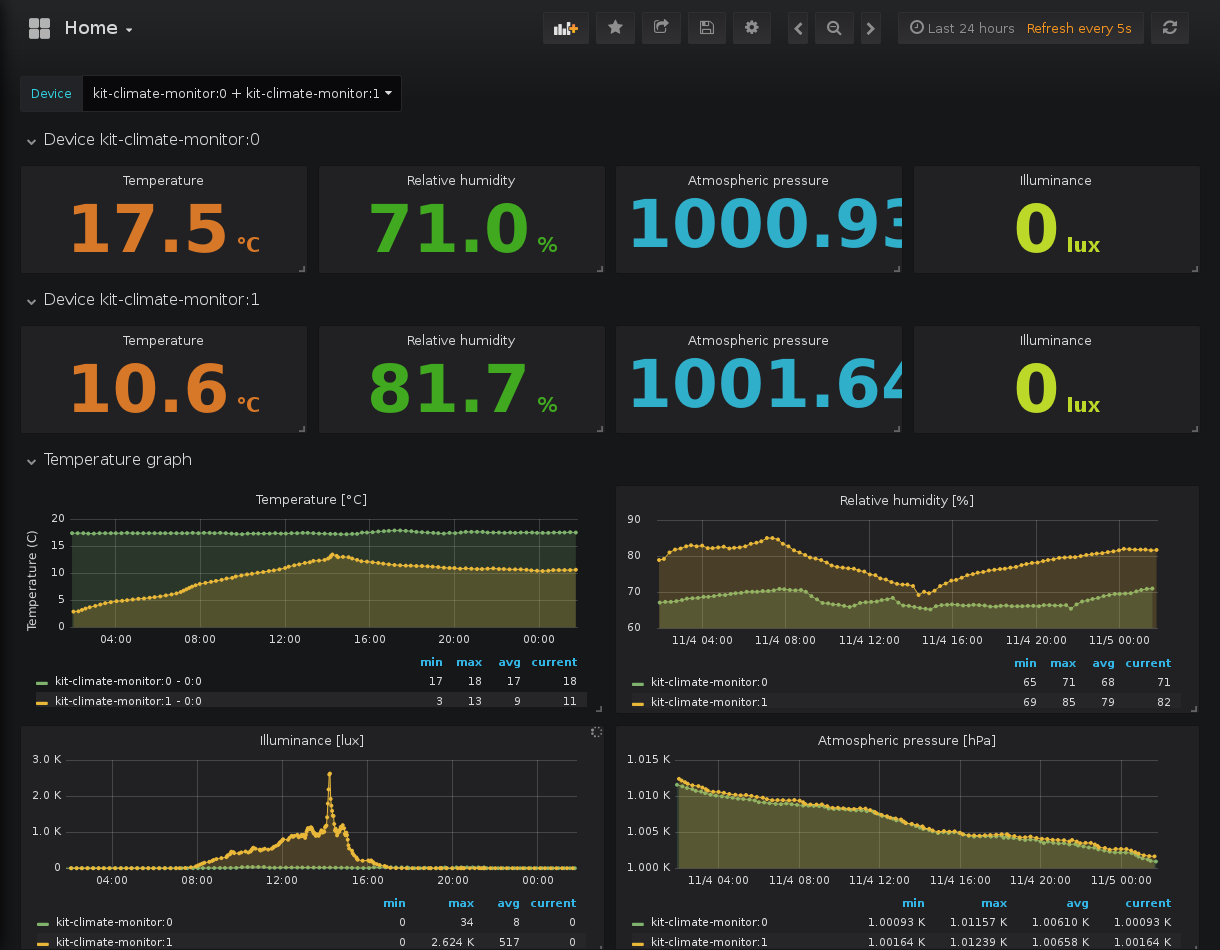 Home
Last 24 hours Refresh every 5s
Device kit-climate-monitor:0 + kit-climate-monitor:1
Device kit-climate-monitor:0
Temperature Relative humidity Atmospheric pressure Illuminance
17.5 °C 71.0 % 1000.93 0 lux
Device kit-climate-monitor:1
Temperature Relative humidity Atmospheric pressure Illuminance
10.6 °C 81.7 % 1001.64 0 lux
Temperature graph
Temperature [°C]
Temperature (C)
20
15
10
5
0
04:00 08:00 12:00 16:00 20:00 00:00
min max avg current
kit-climate-monitor:0 - 0:0 17 18 17 18
kit-climate-monitor:1 - 0:0 3 13 9 11
Relative humidity [%]
90
80
70
60
11/4 04:00 11/4 08:00 11/4 12:00 11/4 16:00 11/4 20:00 11/5 00:00
min max avg current
kit-climate-monitor:0 65 71 68 71
kit-climate-monitor:1 69 85 79 82
Illuminance [lux]
3.0 K
2.0 K
1.0 K
0
04:00 08:00 12:00 16:00 20:00 00:00
min max avg current
kit-climate-monitor:0 0 34 8 0
kit-climate-monitor:1 0 2.624 K 517 0
Atmospheric pressure [hPa]
1.015 K
1.010 K
1.005 K
1.000 K
11/4 04:00 11/4 08:00 11/4 12:00 11/4 16:00 11/4 20:00 11/5 00:00
min max avg current
kit-climate-monitor:0 1.00093 K 1.01157 K 1.00610 K 1.00093 K
kit-climate-monitor:1 1.00164 K 1.01239 K 1.00658 K 1.00164 K